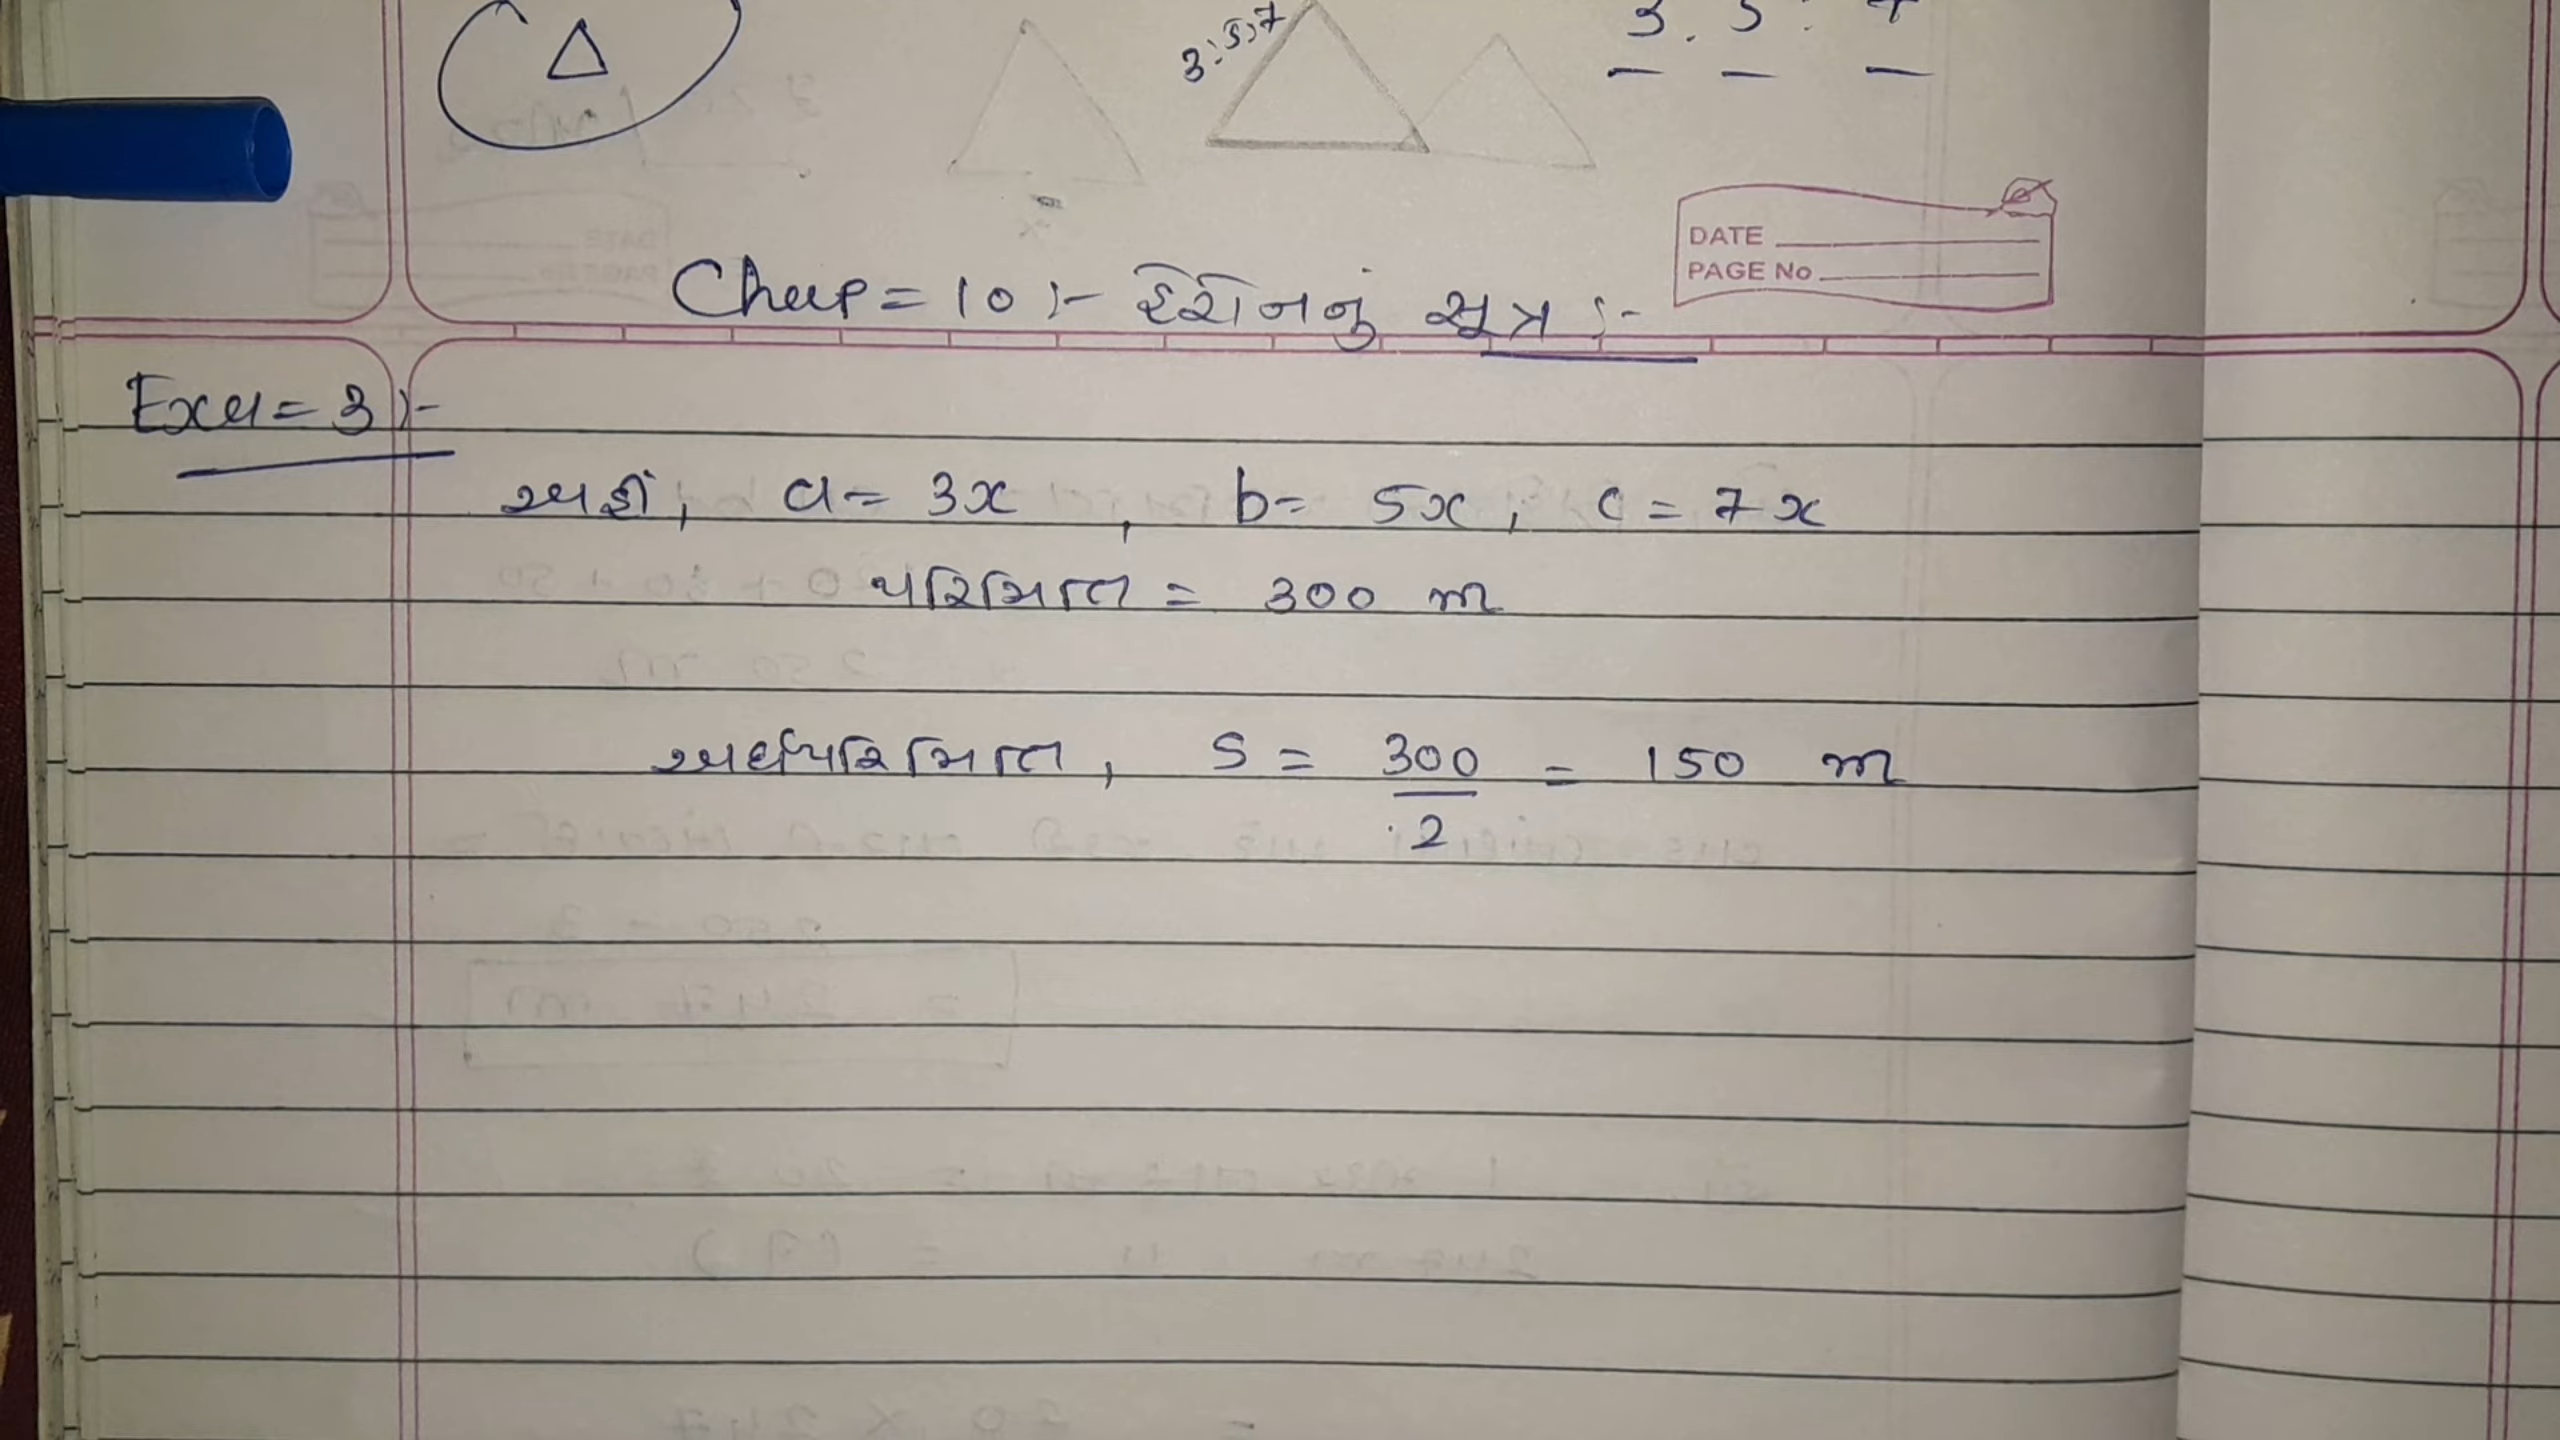 3:5:7
3 : 5 : 7
DATE
PAGE No
Chap = 10 :- હેરોનનું સૂત્ર :-
Exa = 3 :-
અહીં, a = 3x , b = 5x , c = 7x
પરિમિતિ = 300 m
અર્ધપરિમિતિ, S = 300/2 = 150 m